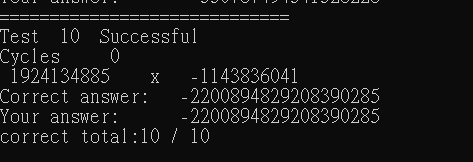 =============================
Test  10  Successful
Cycles     0
 1924134885     x    -1143836041
Correct answer:    -2200894829208390285
Your answer:    -2200894829208390285
correct total:10 / 10